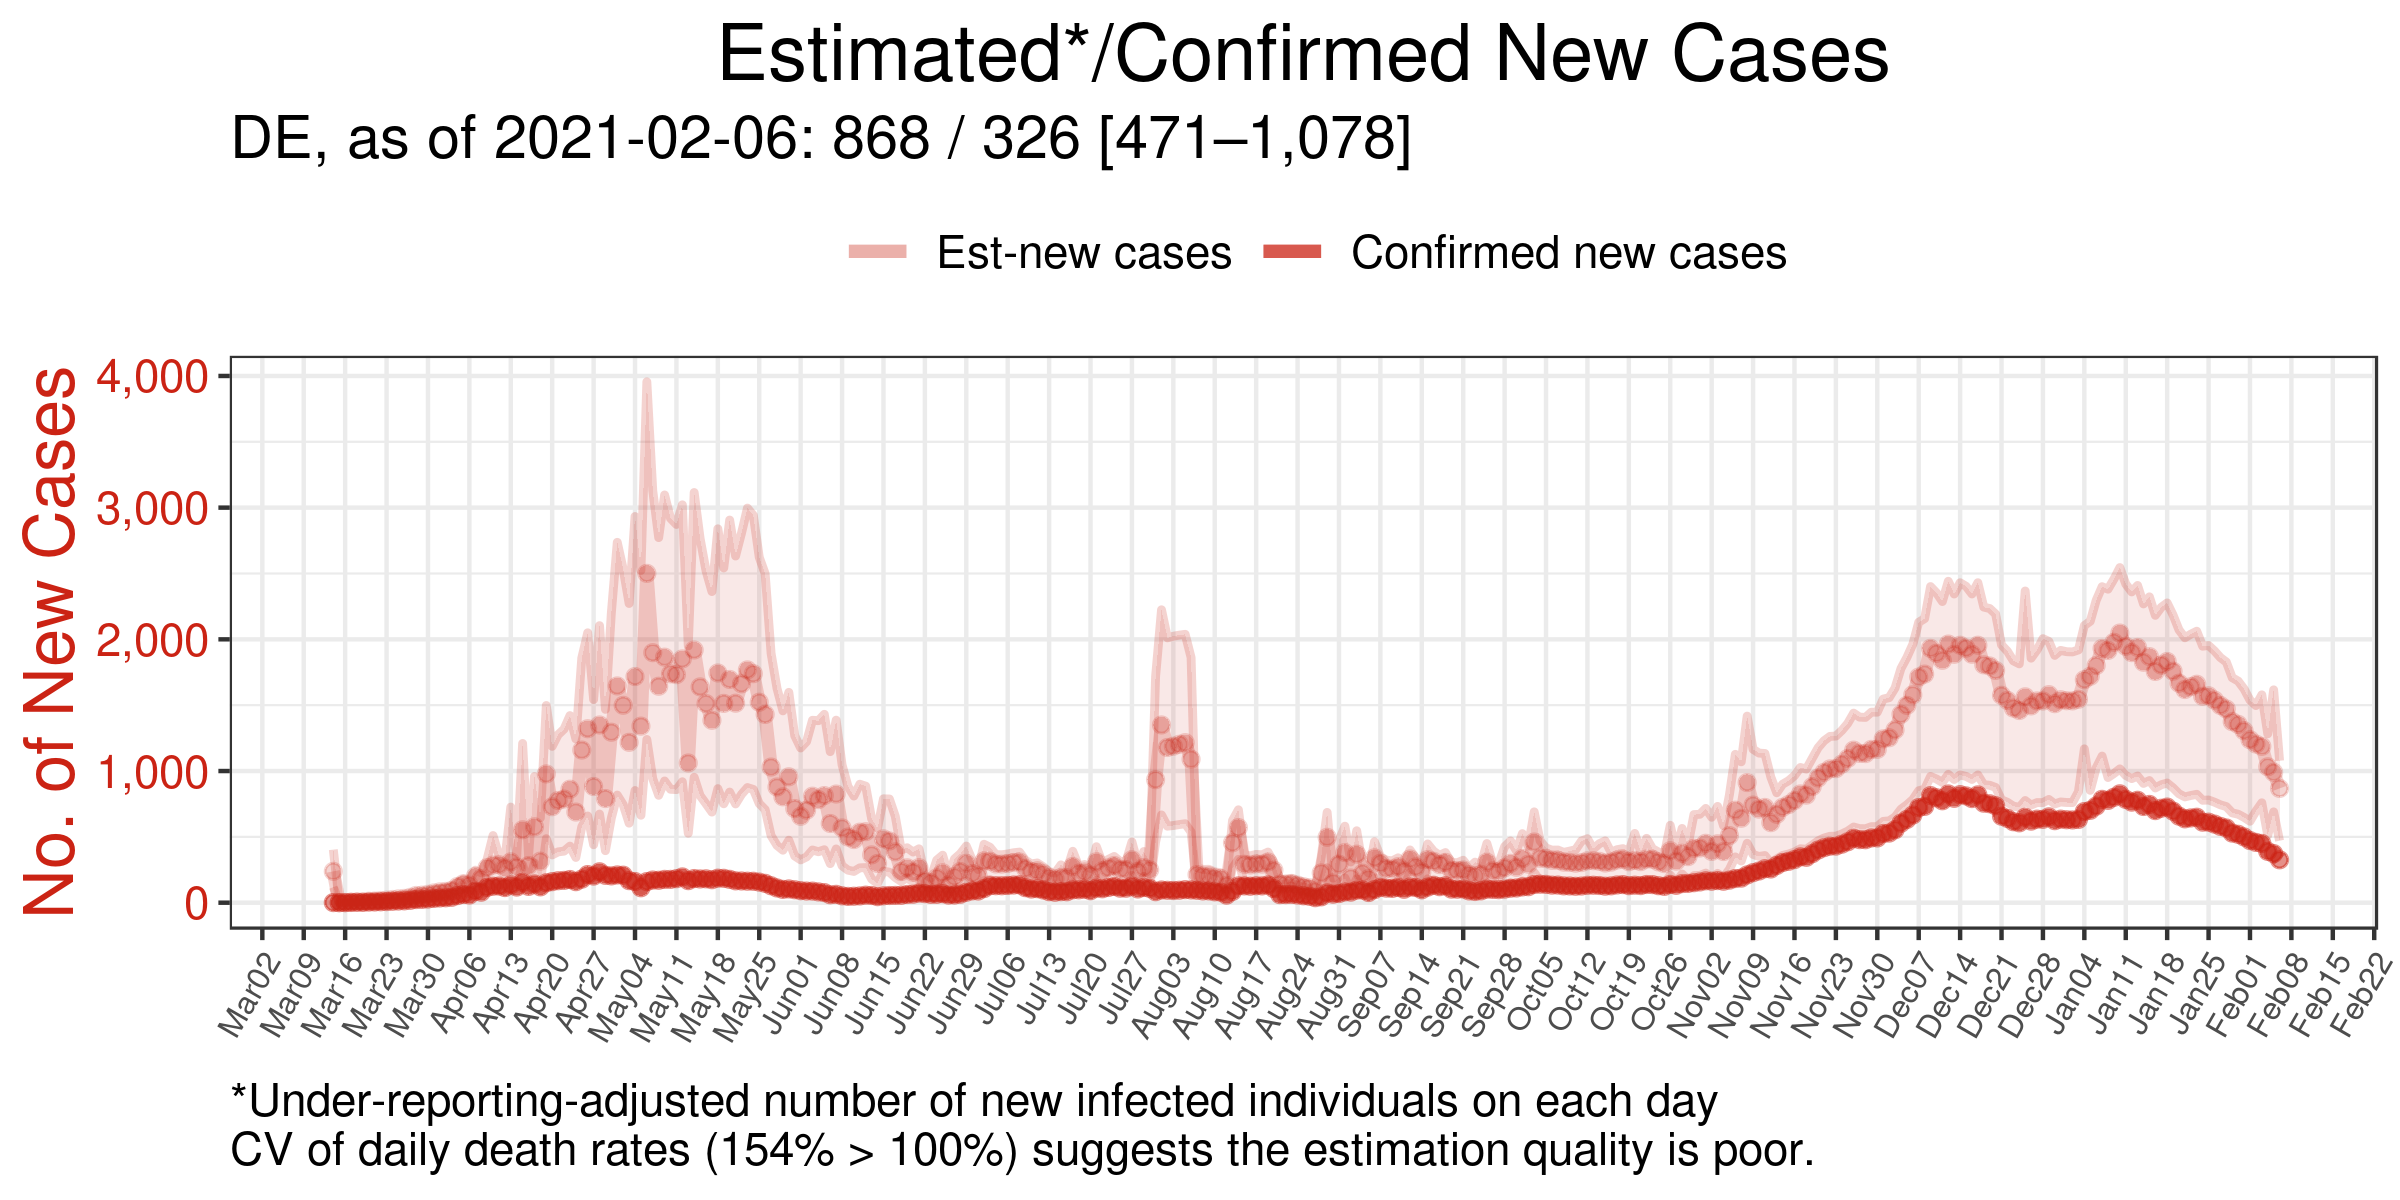 Estimated*/Confirmed New Cases
DE, as of 2021-02-06: 868 / 326 [471–1,078]
Est-new cases Confirmed new cases
No. of New Cases
4,000
3,000
2,000
1,000
0
Mar02 Mar09 Mar16 Mar23 Mar30 Apr06 Apr13 Apr20 Apr27 May04 May11 May18 May25 Jun01 Jun08 Jun15 Jun22 Jun29 Jul06 Jul13 Jul20 Jul27 Aug03 Aug10 Aug17 Aug24 Aug31 Sep07 Sep14 Sep21 Sep28 Oct05 Oct12 Oct19 Oct26 Nov02 Nov09 Nov16 Nov23 Nov30 Dec07 Dec14 Dec21 Dec28 Jan04 Jan11 Jan18 Jan25 Feb01 Feb08 Feb15 Feb22
*Under-reporting-adjusted number of new infected individuals on each day
CV of daily death rates (154% > 100%) suggests the estimation quality is poor.